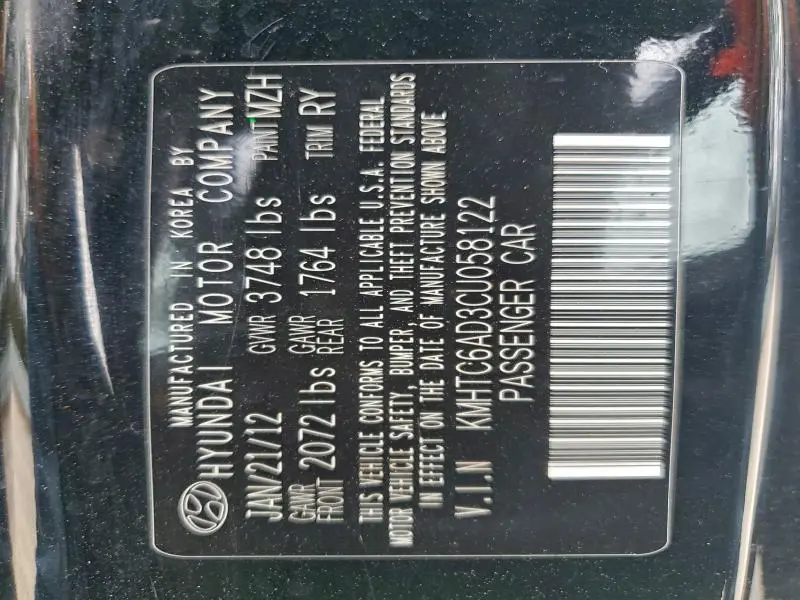 MANUFACTURED IN KOREA BY
HYUNDAI MOTOR COMPANY
JAN/21/12 GVWR 3748 lbs PAINT MZH
GAWR FRONT 2072 lbs GAWR REAR 1764 lbs TRIM RY
THIS VEHICLE CONFORMS TO ALL APPLICABLE U.S.A. FEDERAL
MOTOR VEHICLE SAFETY, BUMPER, AND THEFT PREVENTION STANDARDS
IN EFFECT ON THE DATE OF MANUFACTURE SHOWN ABOVE
V.I.N KMHTC6AD3CU058122
PASSENGER CAR